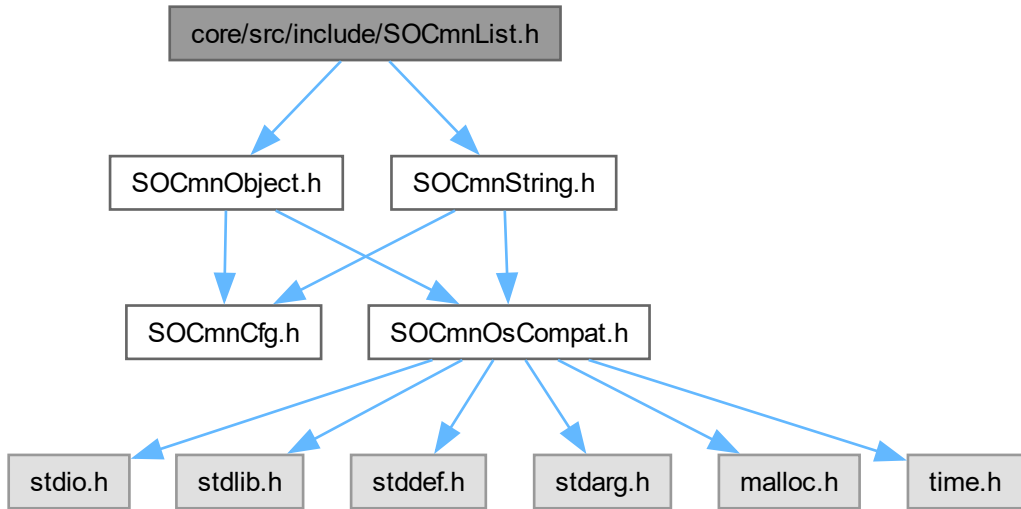 core/src/include/SOCmnList.h
SOCmnObject.h
SOCmnString.h
SOCmnCfg.h
SOCmnOsCompat.h
stdio.h
stdlib.h
stddef.h
stdarg.h
malloc.h
time.h